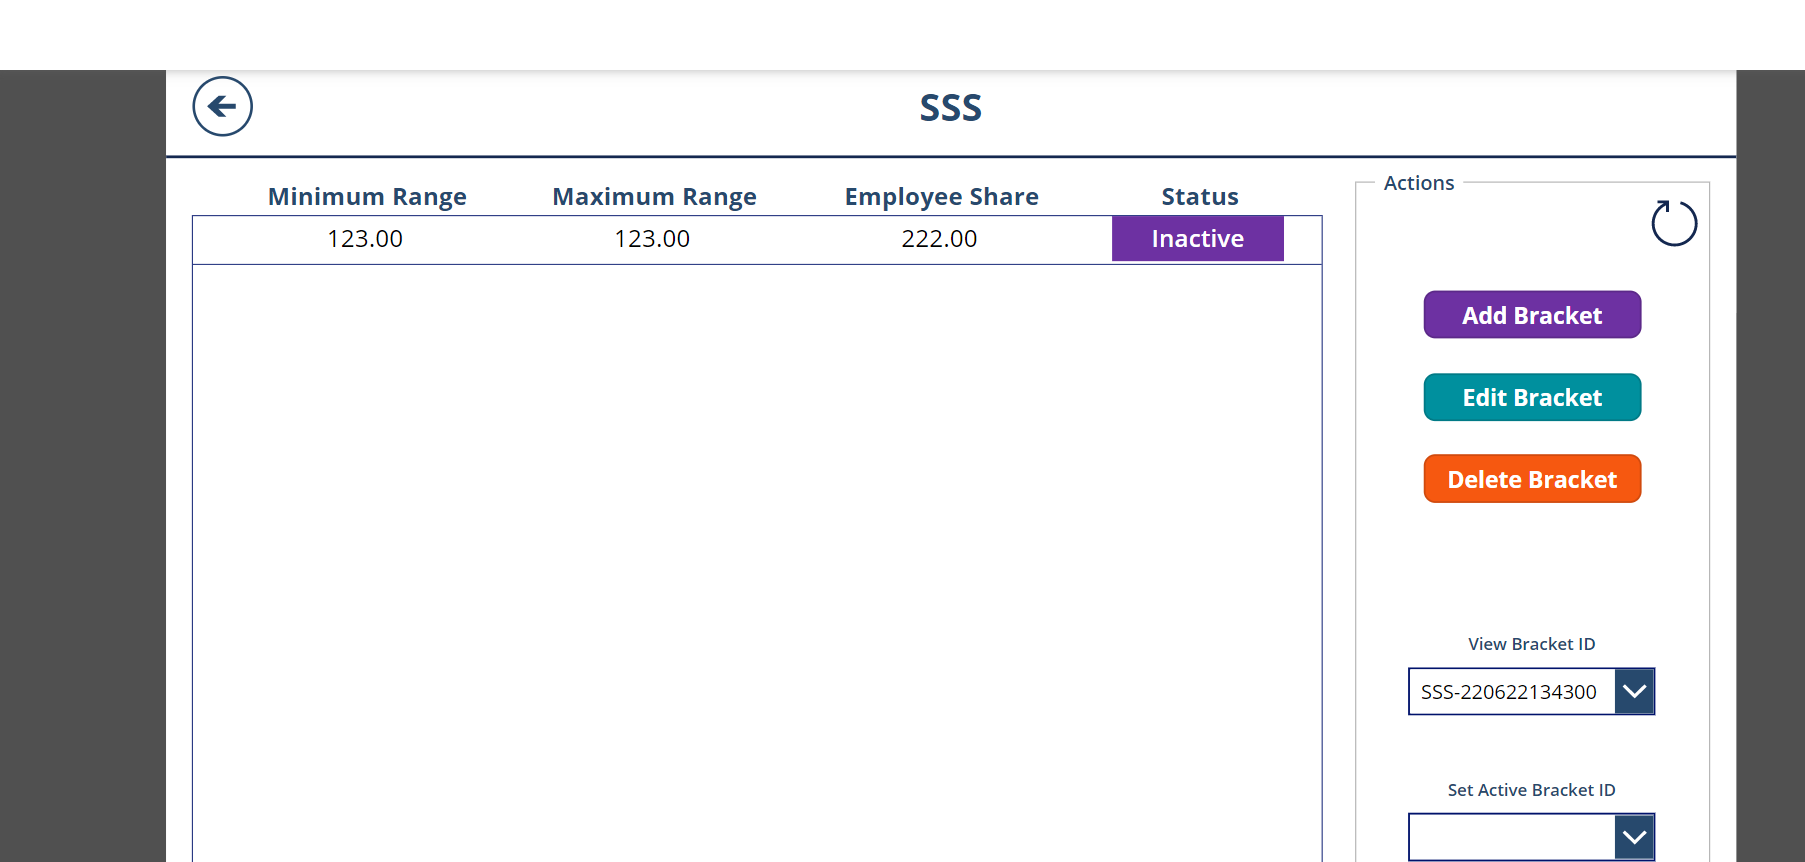 SSS
Minimum Range Maximum Range Employee Share Status
123.00 123.00 222.00 Inactive
Actions
Add Bracket
Edit Bracket
Delete Bracket
View Bracket ID
SSS-220622134300
Set Active Bracket ID